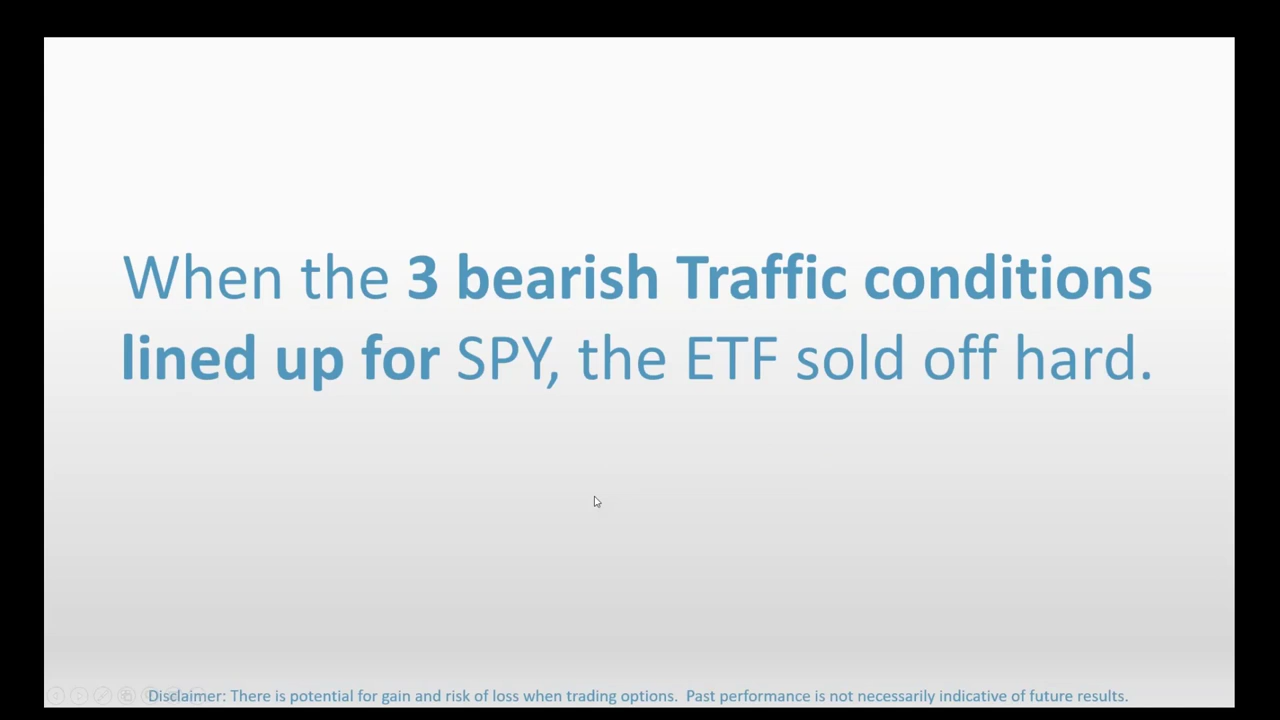 When the 3 bearish Traffic conditions
lined up for SPY, the ETF sold off hard.
Disclaimer: There is potential for gain and risk of loss when trading options.  Past performance is not necessarily indicative of future results.